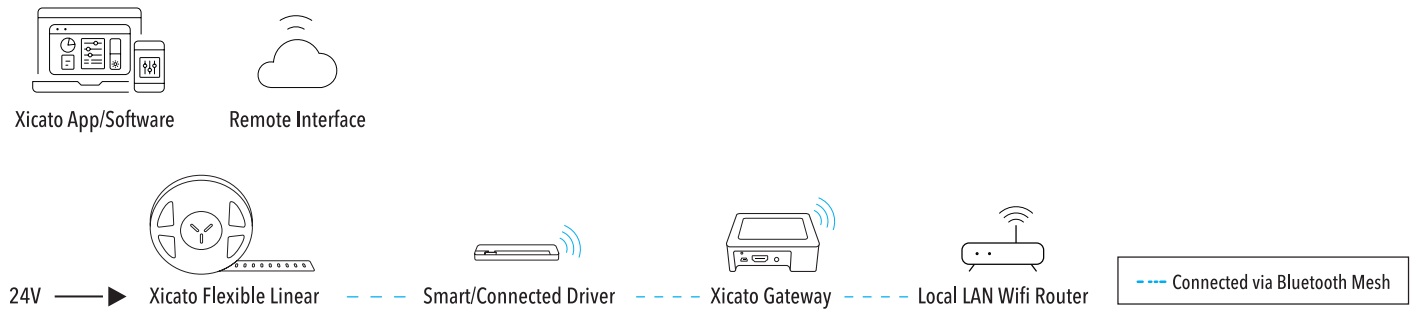 Xicato App/Software
Remote Interface
24V
Xicato Flexible Linear
Smart/Connected Driver
Xicato Gateway
Local LAN Wifi Router
Connected via Bluetooth Mesh